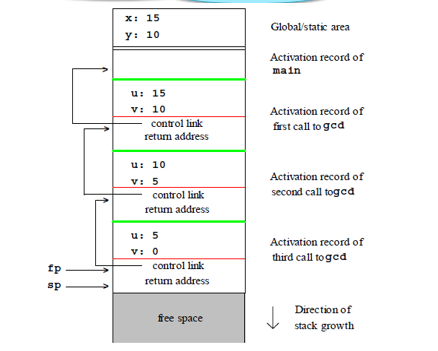 x: 15
y: 10
Global/static area
Activation record of
main
u: 15
v: 10
control link
return address
Activation record of
first call to gcd
u: 10
v: 5
control link
return address
Activation record of
second call to gcd
u: 5
v: 0
control link
return address
Activation record of
third call to gcd
fp
sp
free space
Direction of
stack growth